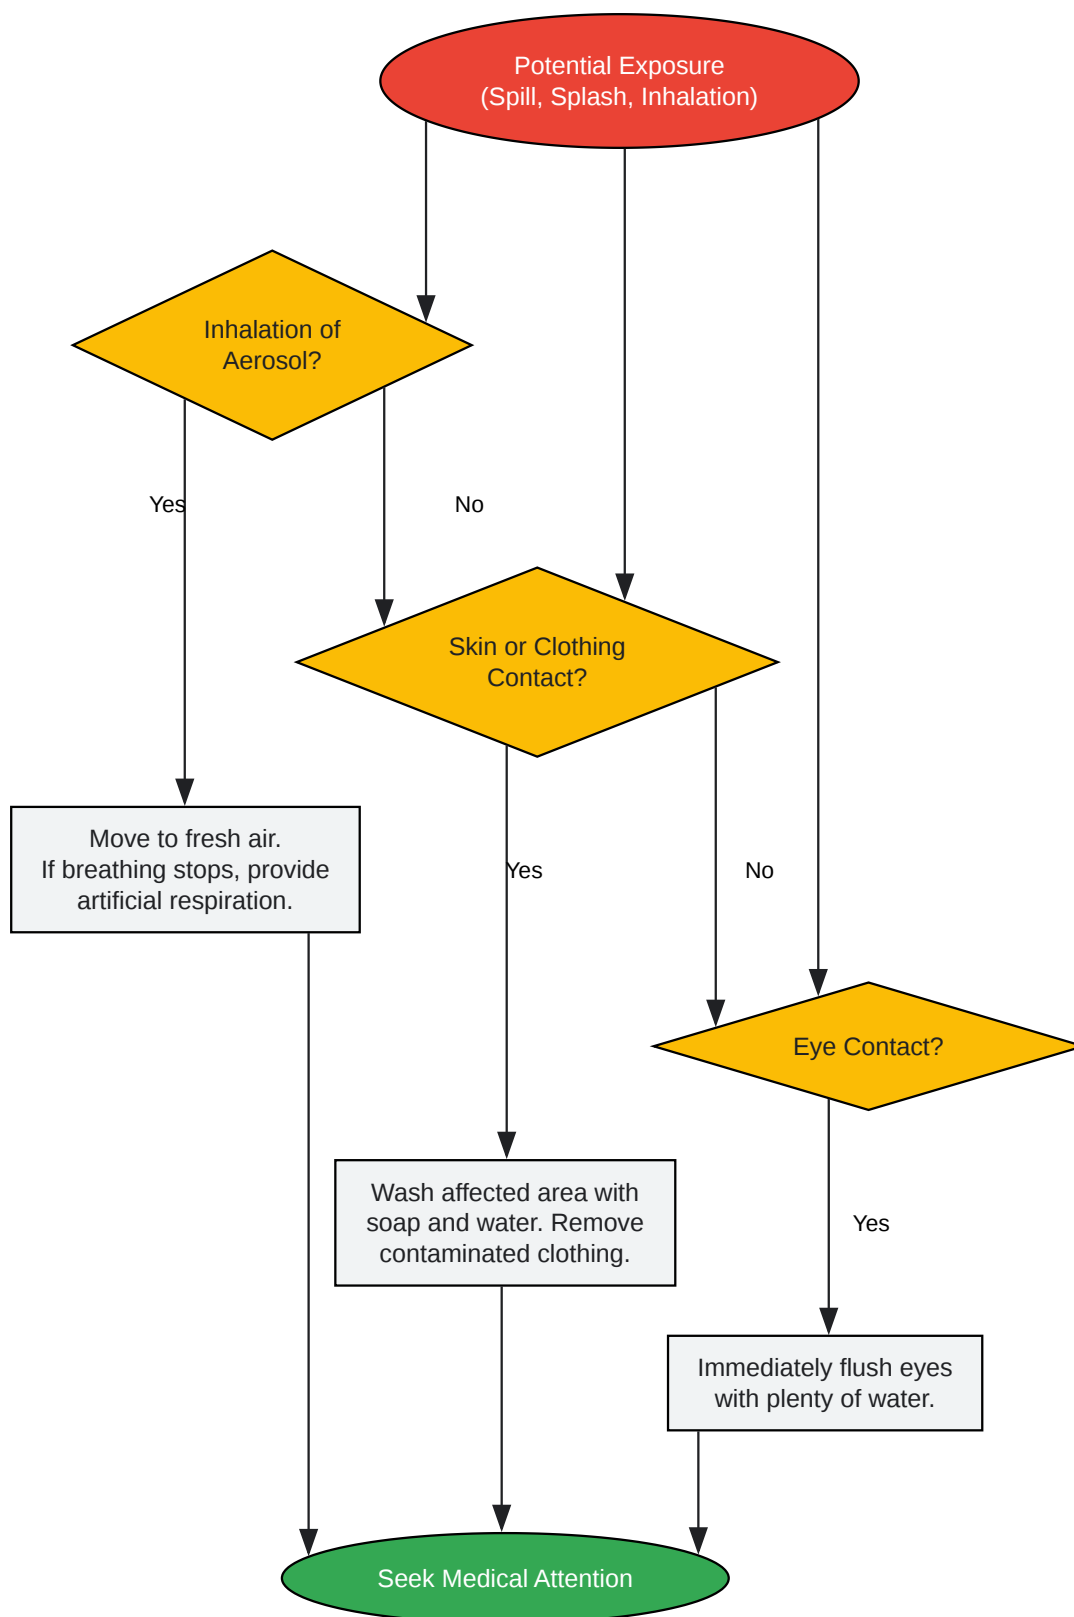 Potential Exposure
(Spill, Splash, Inhalation)
Inhalation of
Aerosol?
Yes
No
Skin or Clothing
Contact?
Move to fresh air.
If breathing stops, provide
artificial respiration.
Yes
No
Eye Contact?
Wash affected area with
soap and water. Remove
contaminated clothing.
Yes
Immediately flush eyes
with plenty of water.
Seek Medical Attention